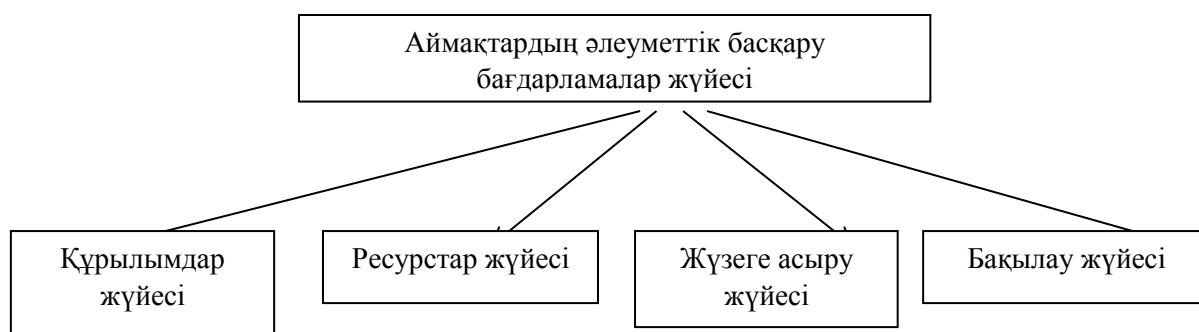 Аймақтардың әлеуметтік басқару
бағдарламалар жүйесі
Құрылымдар
жүйесі
Ресурстар жүйесі
Жүзеге асыру
жүйесі
Бақылау жүйесі